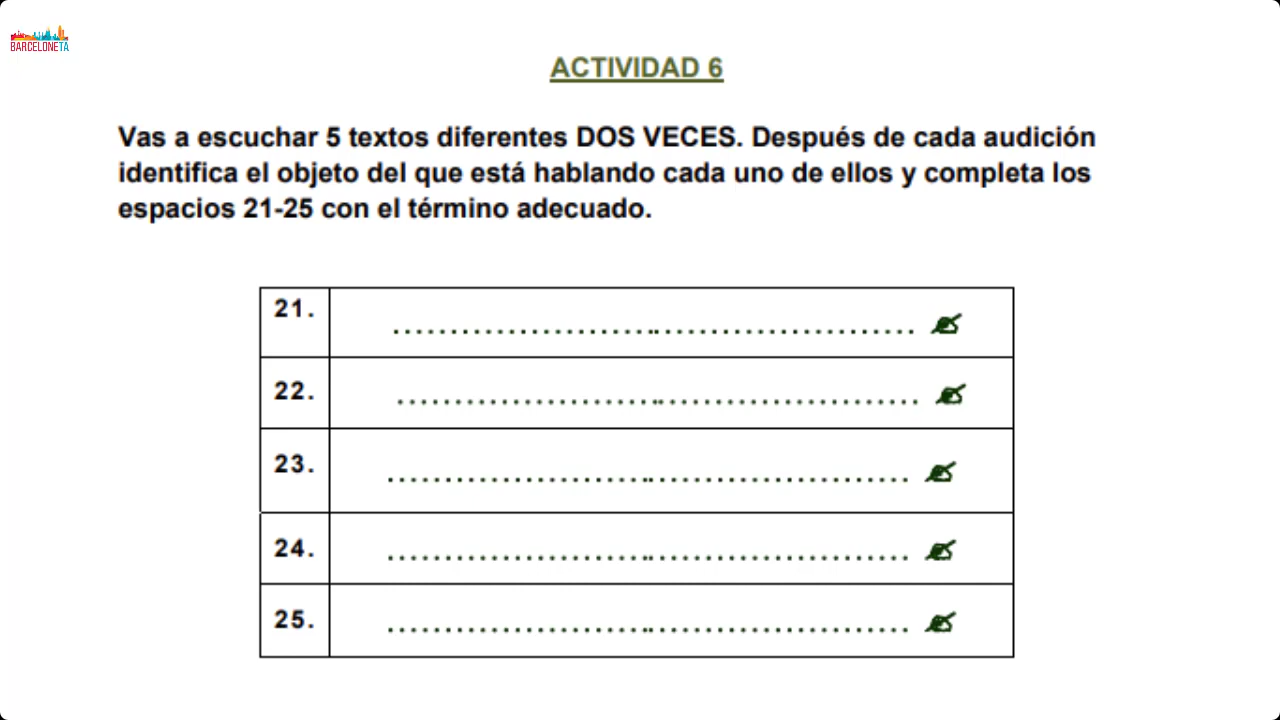 BARCELONETA
ACTIVIDAD 6
Vas a escuchar 5 textos diferentes DOS VECES. Después de cada audición
identifica el objeto del que está hablando cada uno de ellos y completa los
espacios 21-25 con el término adecuado.
21. ................................................
22. ................................................
23. ................................................
24. ................................................
25. ................................................